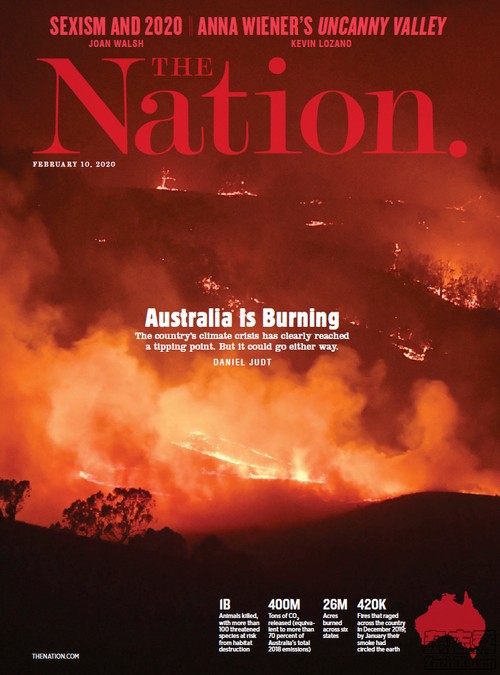 SEXISM AND 2020 | ANNA WIENER'S UNCANNY VALLEY
JOAN WALSH KEVIN LOZANO
THE
Nation.
FEBRUARY 10, 2020
Australia Is Burning
The country's climate crisis has clearly reached
a tipping point. But it could go either way.
DANIEL JUDT
1B
Animals killed,
with more than
100 threatened
species at risk
from habitat
destruction
400M
Tons of CO2
released (equiva-
lent to more than
70 percent of
Australia's total
2018 emissions)
26M
Acres
burned
across six
states
420K
Fires that raged
across the country
in December 2019;
by January their
smoke had
circled the earth
THENATION.COM